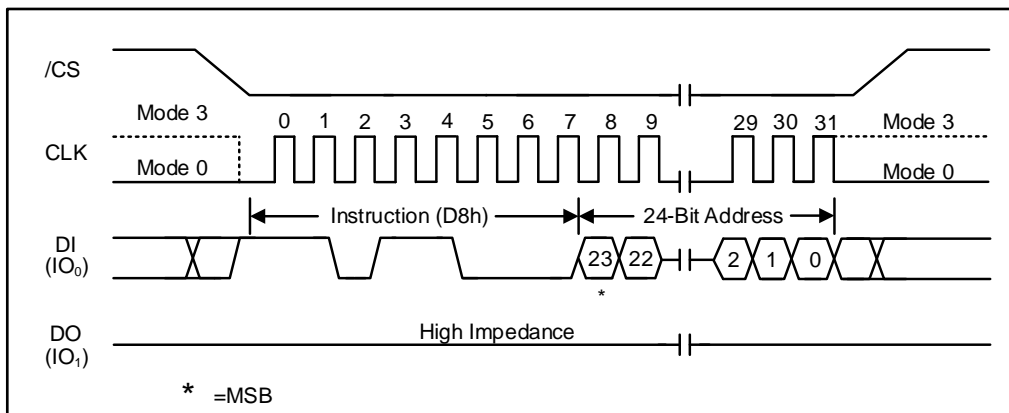 /CS
Mode 3
0 1 2 3 4 5 6 7 8 9 29 30 31
Mode 3
CLK
Mode 0
Mode 0
Instruction (D8h)
24-Bit Address
DI
(IO₀)
23 22 2 1 0
*
DO
(IO₁)
High Impedance
* =MSB